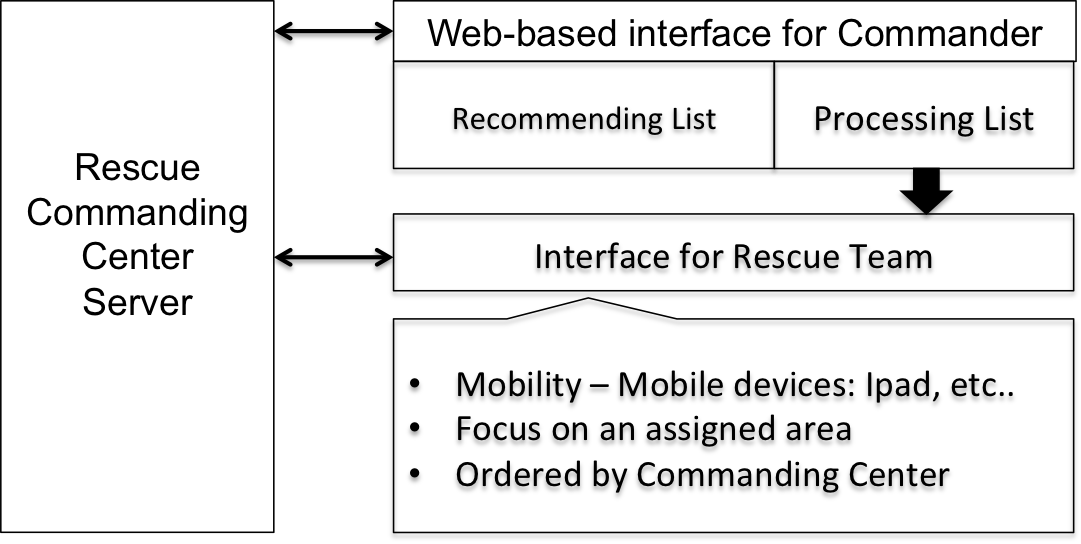 Rescue
Commanding
Center
Server
Web-based interface for Commander
Recommending List
Processing List
Interface for Rescue Team
• Mobility – Mobile devices: Ipad, etc..
• Focus on an assigned area
• Ordered by Commanding Center